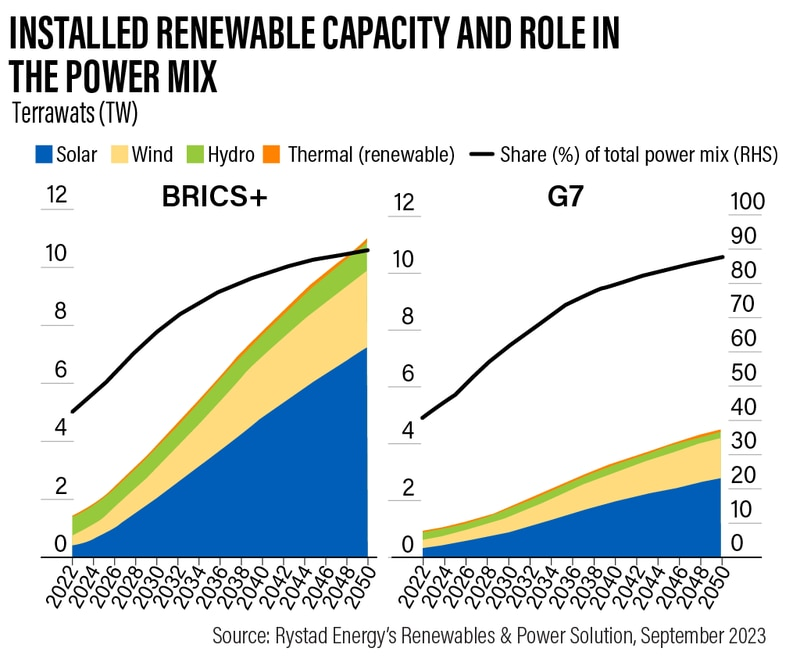 INSTALLED RENEWABLE CAPACITY AND ROLE IN
THE POWER MIX
Terrawats (TW)
Solar Wind Hydro Thermal (renewable) Share (%) of total power mix (RHS)
BRICS+
12
10
8
6
4
2
0
2022 2024 2026 2028 2030 2032 2034 2036 2038 2040 2042 2044 2046 2048 2050
G7
12
10
8
6
4
2
0
100
90
80
70
60
50
40
30
20
10
0
2022 2024 2026 2028 2030 2032 2034 2036 2038 2040 2042 2044 2046 2048 2050
Source: Rystad Energy's Renewables & Power Solution, September 2023